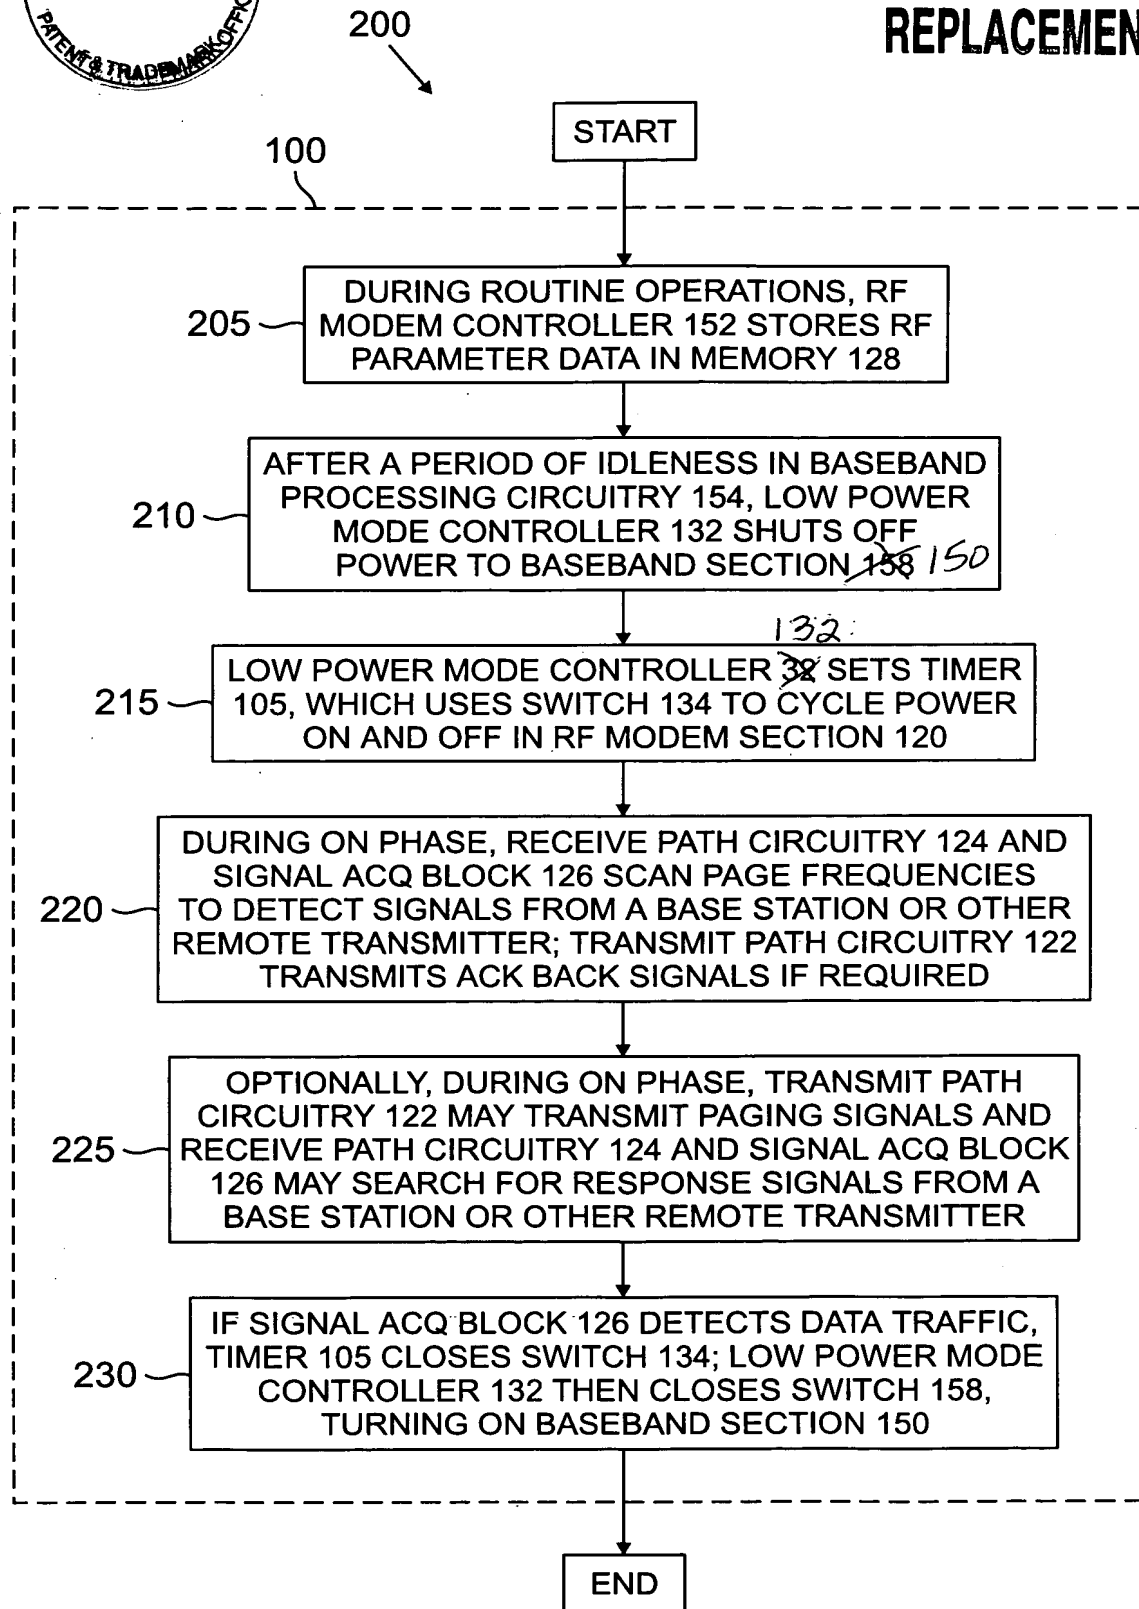 PATENT & TRADEMARK OFFIC
200
REPLACEMEN
START
100
205
DURING ROUTINE OPERATIONS, RF
MODEM CONTROLLER 152 STORES RF
PARAMETER DATA IN MEMORY 128
210
AFTER A PERIOD OF IDLENESS IN BASEBAND
PROCESSING CIRCUITRY 154, LOW POWER
MODE CONTROLLER 132 SHUTS OFF
POWER TO BASEBAND SECTION 158 150
132
215
LOW POWER MODE CONTROLLER 32 SETS TIMER
105, WHICH USES SWITCH 134 TO CYCLE POWER
ON AND OFF IN RF MODEM SECTION 120
220
DURING ON PHASE, RECEIVE PATH CIRCUITRY 124 AND
SIGNAL ACQ BLOCK 126 SCAN PAGE FREQUENCIES
TO DETECT SIGNALS FROM A BASE STATION OR OTHER
REMOTE TRANSMITTER; TRANSMIT PATH CIRCUITRY 122
TRANSMITS ACK BACK SIGNALS IF REQUIRED
225
OPTIONALLY, DURING ON PHASE, TRANSMIT PATH
CIRCUITRY 122 MAY TRANSMIT PAGING SIGNALS AND
RECEIVE PATH CIRCUITRY 124 AND SIGNAL ACQ BLOCK
126 MAY SEARCH FOR RESPONSE SIGNALS FROM A
BASE STATION OR OTHER REMOTE TRANSMITTER
230
IF SIGNAL ACQ BLOCK 126 DETECTS DATA TRAFFIC,
TIMER 105 CLOSES SWITCH 134; LOW POWER MODE
CONTROLLER 132 THEN CLOSES SWITCH 158,
TURNING ON BASEBAND SECTION 150
END